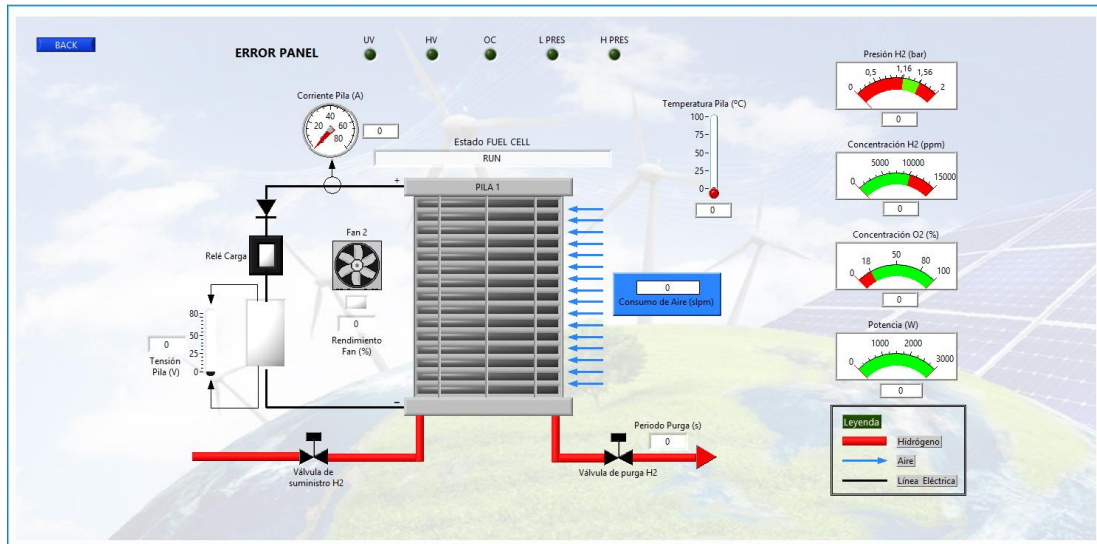 BACK
ERROR PANEL
UV
HV
OC
L PRES
H PRES
Corriente Pila (A)
20
40
60
80
0
Estado FUEL CELL
RUN
PILA 1
+
−
Relé Carga
Fan 2
0
Rendimiento
Fan (%)
80
50
25
0
0
Tensión
Pila (V)
Temperatura Pila (ºC)
100
75
50
25
0
0
0
Consumo de Aire (slpm)
Válvula de
suministro H2
Periodo Purga (s)
0
Válvula de purga H2
Presión H2 (bar)
0
0,5
1,16
1,56
2
0
Concentración H2 (ppm)
0
5000
10000
15000
0
Concentración O2 (%)
0
18
50
80
100
0
Potencia (W)
0
1000
2000
3000
0
Leyenda
Hidrógeno
Aire
Línea Eléctrica